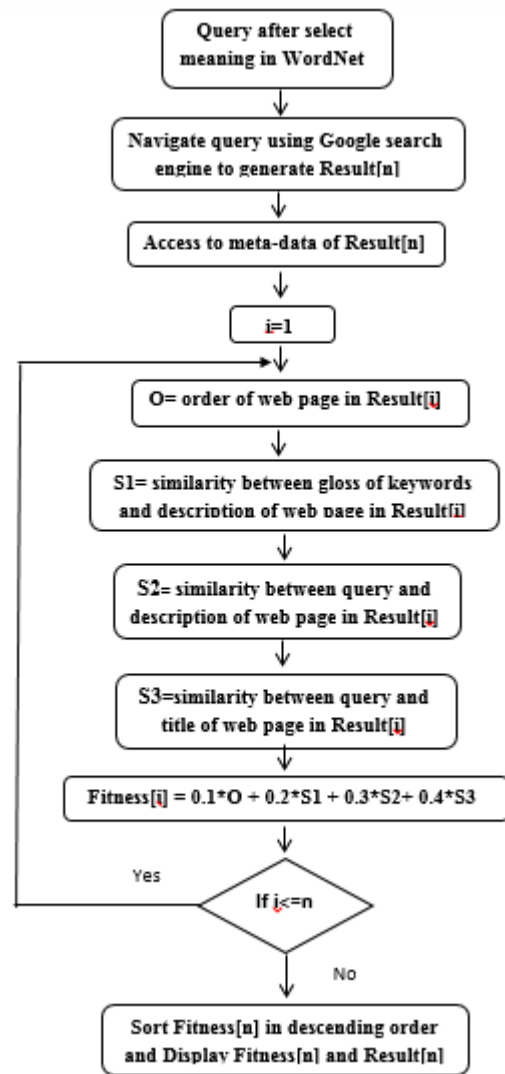 Query after select
meaning in WordNet
Navigate query using Google search
engine to generate Result[n]
Access to meta-data of Result[n]
i=1
O= order of web page in Result[i]
S1= similarity between gloss of keywords
and description of web page in Result[i]
S2= similarity between query and
description of web page in Result[i]
S3=similarity between query and
title of web page in Result[i]
Fitness[i] = 0.1*O + 0.2*S1 + 0.3*S2+ 0.4*S3
Yes
If i<=n
No
Sort Fitness[n] in descending order
and Display Fitness[n] and Result[n]